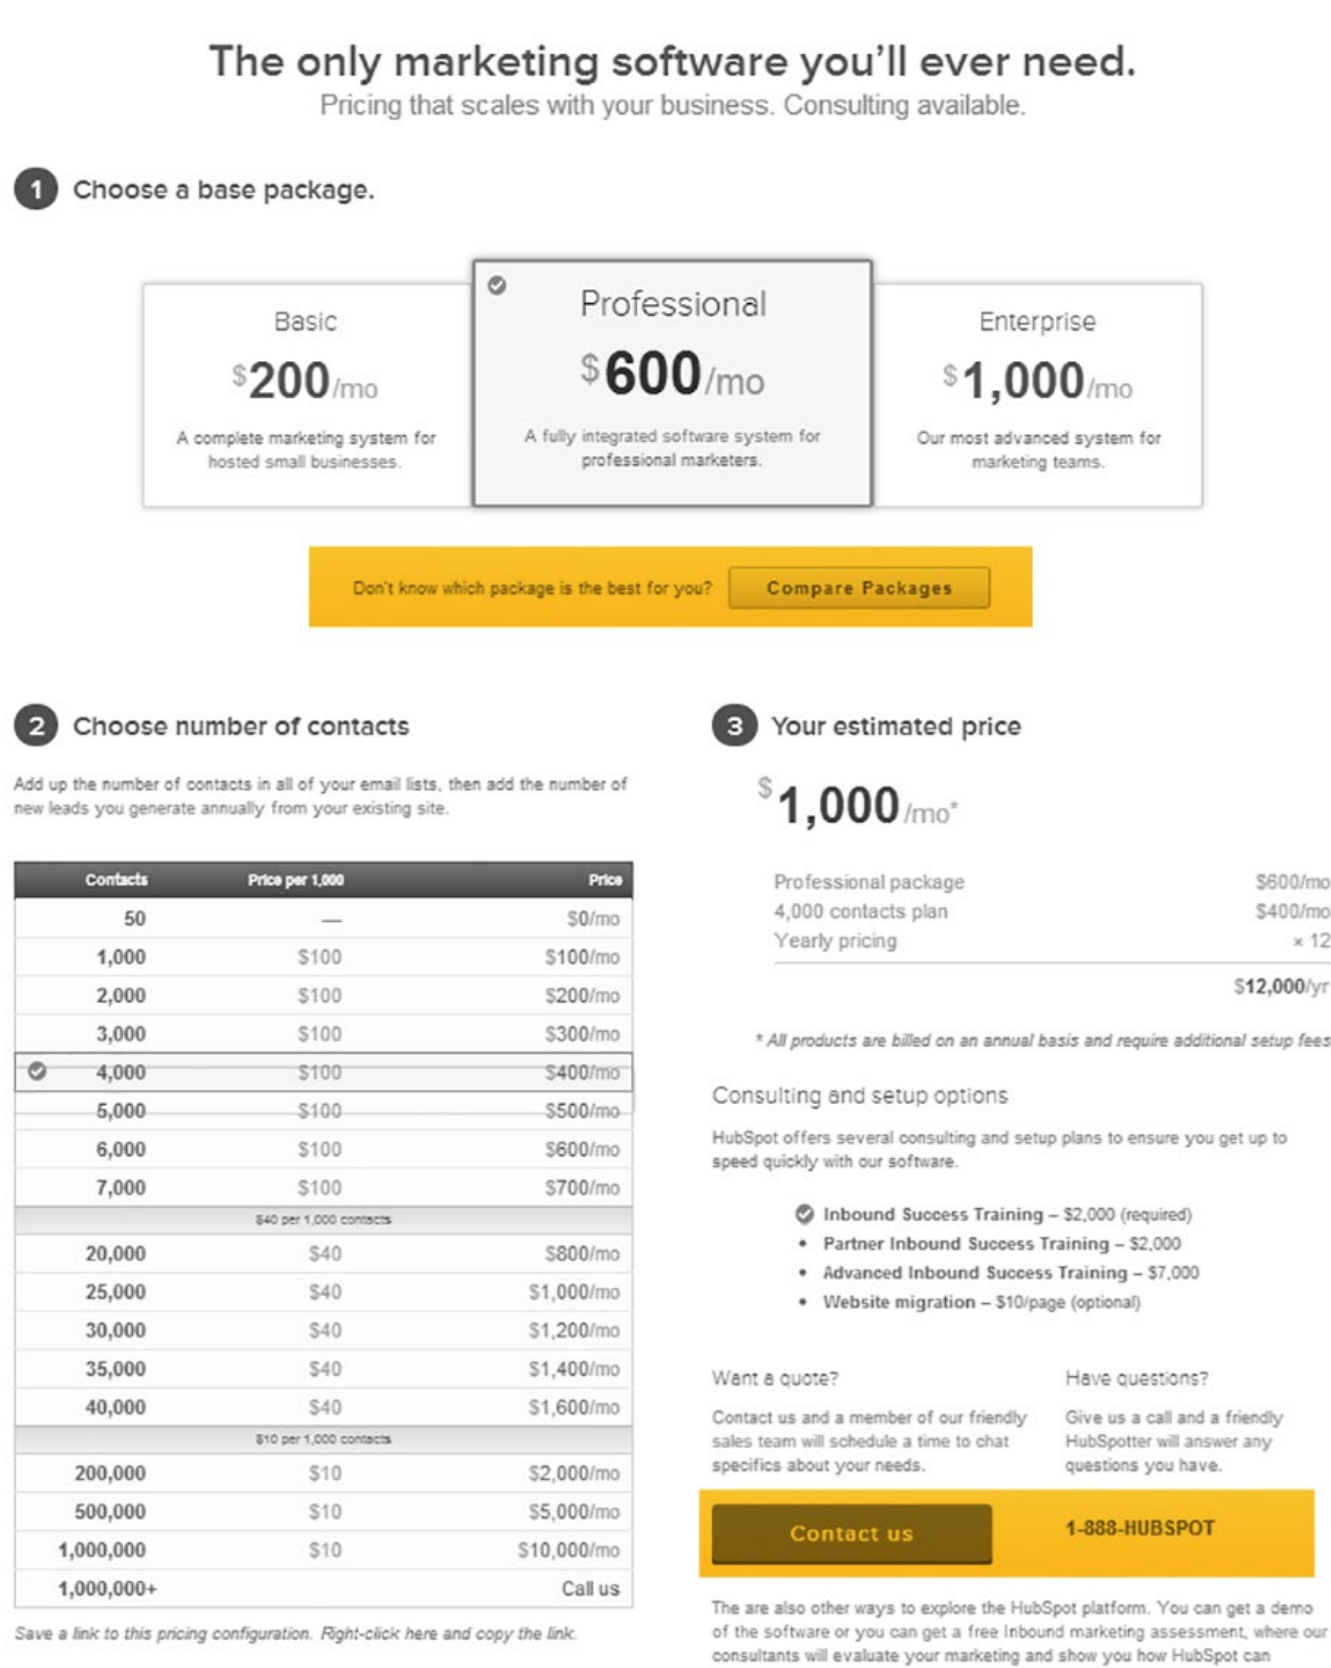 The only marketing software you'll ever need.
Pricing that scales with your business. Consulting available.
1 Choose a base package.
Basic
$200/mo
A complete marketing system for
hosted small businesses.
Professional
$600/mo
A fully integrated software system for
professional marketers.
Enterprise
$1,000/mo
Our most advanced system for
marketing teams.
Don't know which package is the best for you? Compare Packages
2 Choose number of contacts
Add up the number of contacts in all of your email lists, then add the number of
new leads you generate annually from your existing site.
Contacts Price per 1,000 Price
50 — $0/mo
1,000 $100 $100/mo
2,000 $100 $200/mo
3,000 $100 $300/mo
4,000 $100 $400/mo
5,000 $100 $500/mo
6,000 $100 $600/mo
7,000 $100 $700/mo
$40 per 1,000 contacts
20,000 $40 $800/mo
25,000 $40 $1,000/mo
30,000 $40 $1,200/mo
35,000 $40 $1,400/mo
40,000 $40 $1,600/mo
$10 per 1,000 contacts
200,000 $10 $2,000/mo
500,000 $10 $5,000/mo
1,000,000 $10 $10,000/mo
1,000,000+ Call us
Save a link to this pricing configuration. Right-click here and copy the link.
3 Your estimated price
$1,000/mo*
Professional package $600/mo
4,000 contacts plan $400/mo
Yearly pricing × 12
$12,000/yr
* All products are billed on an annual basis and require additional setup fees
Consulting and setup options
HubSpot offers several consulting and setup plans to ensure you get up to
speed quickly with our software.
Inbound Success Training – $2,000 (required)
• Partner Inbound Success Training – $2,000
• Advanced Inbound Success Training – $7,000
• Website migration – $10/page (optional)
Want a quote?
Contact us and a member of our friendly
sales team will schedule a time to chat
specifics about your needs.
Contact us
Have questions?
Give us a call and a friendly
HubSpotter will answer any
questions you have.
1-888-HUBSPOT
The are also other ways to explore the HubSpot platform. You can get a demo
of the software or you can get a free Inbound marketing assessment, where our
consultants will evaluate your marketing and show you how HubSpot can